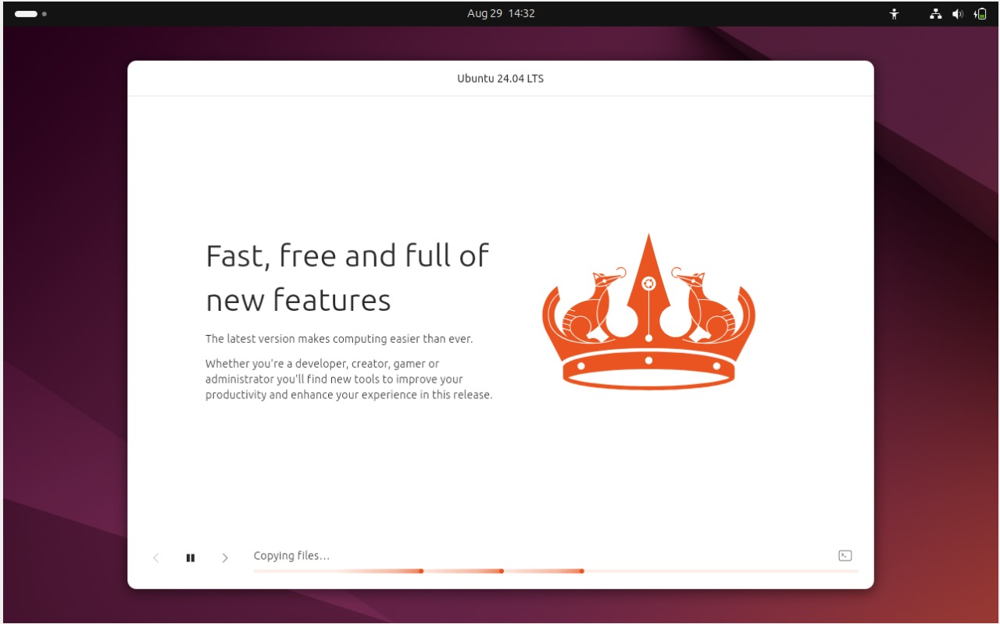 Aug 29 14:32
Ubuntu 24.04 LTS
Fast, free and full of
new features
The latest version makes computing easier than ever.
Whether you're a developer, creator, gamer or
administrator you'll find new tools to improve your
productivity and enhance your experience in this release.
Copying files…